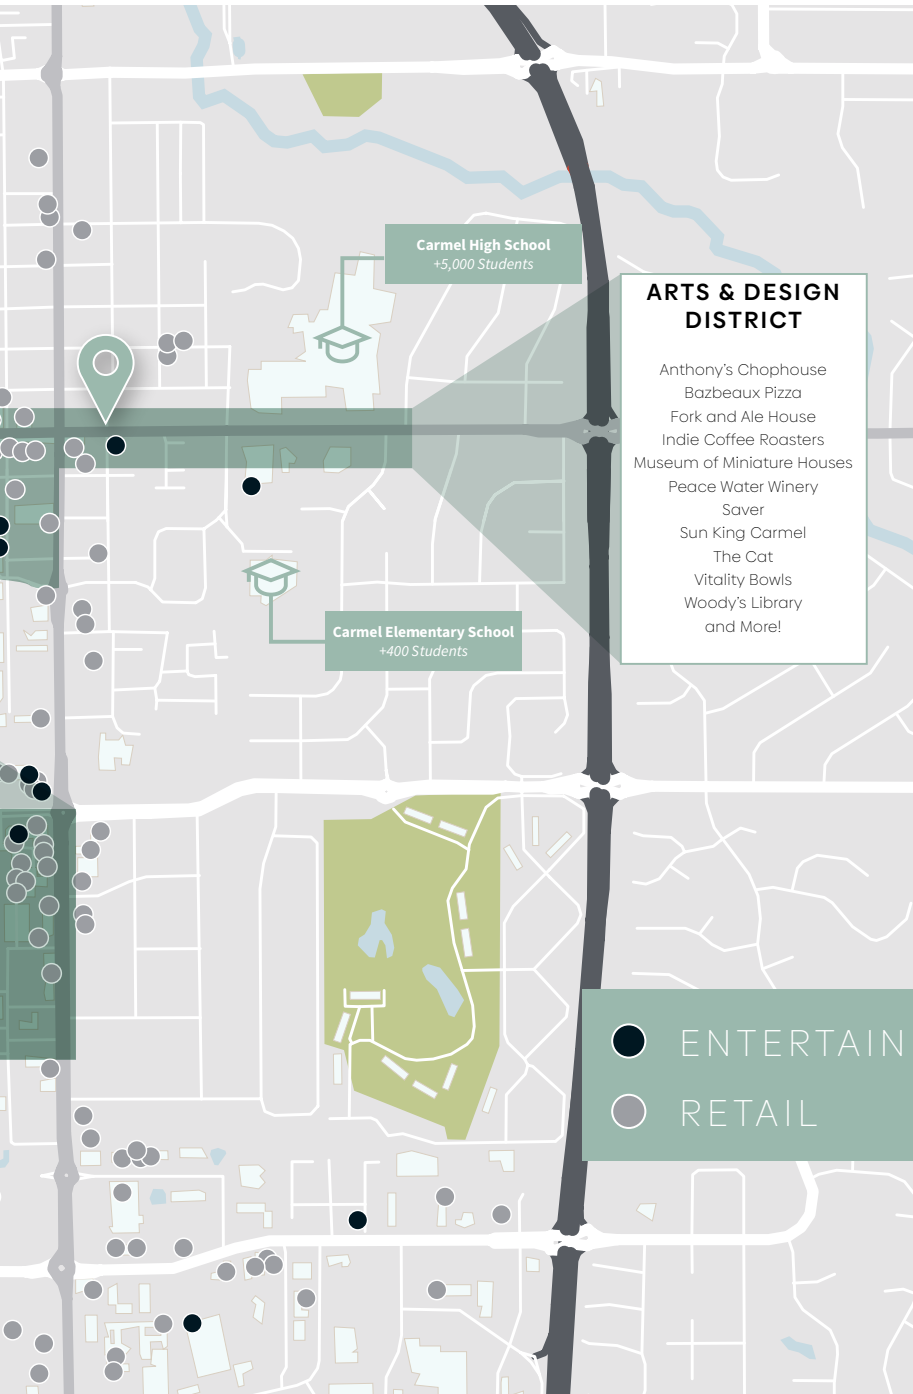 Carmel High School
+5,000 Students
ARTS & DESIGN
DISTRICT
Anthony's Chophouse
Bazbeaux Pizza
Fork and Ale House
Indie Coffee Roasters
Museum of Miniature Houses
Peace Water Winery
Saver
Sun King Carmel
The Cat
Vitality Bowls
Woody's Library
and More!
Carmel Elementary School
+400 Students
ENTERTAIN
RETAIL